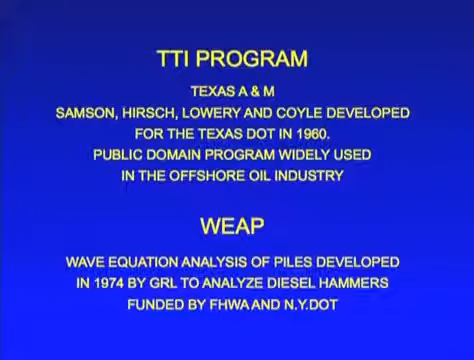 TTI PROGRAM
TEXAS A & M
SAMSON, HIRSCH, LOWERY AND COYLE DEVELOPED
FOR THE TEXAS DOT IN 1960.
PUBLIC DOMAIN PROGRAM WIDELY USED
IN THE OFFSHORE OIL INDUSTRY
WEAP
WAVE EQUATION ANALYSIS OF PILES DEVELOPED
IN 1974 BY GRL TO ANALYZE DIESEL HAMMERS
FUNDED BY FHWA AND N.Y.DOT